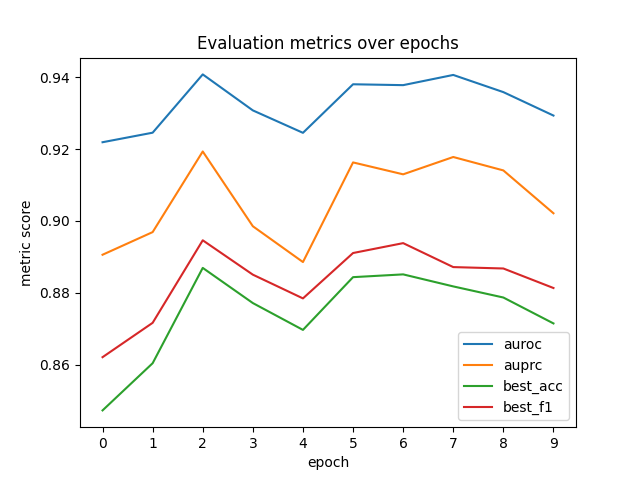 Evaluation metrics over epochs
metric score
0.94
0.92
0.90
0.88
0.86
auroc
auprc
best_acc
best_f1
0 1 2 3 4 5 6 7 8 9
epoch